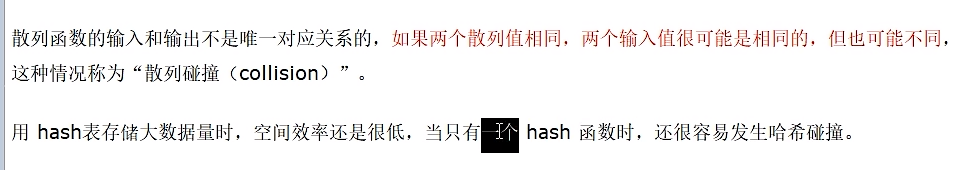 散列函数的输入和输出不是唯一对应关系的，如果两个散列值相同，两个输入值很可能是相同的，但也可能不同，
这种情况称为“散列碰撞（collision）”。
用 hash表存储大数据量时，空间效率还是很低，当只有一个 hash 函数时，还很容易发生哈希碰撞。